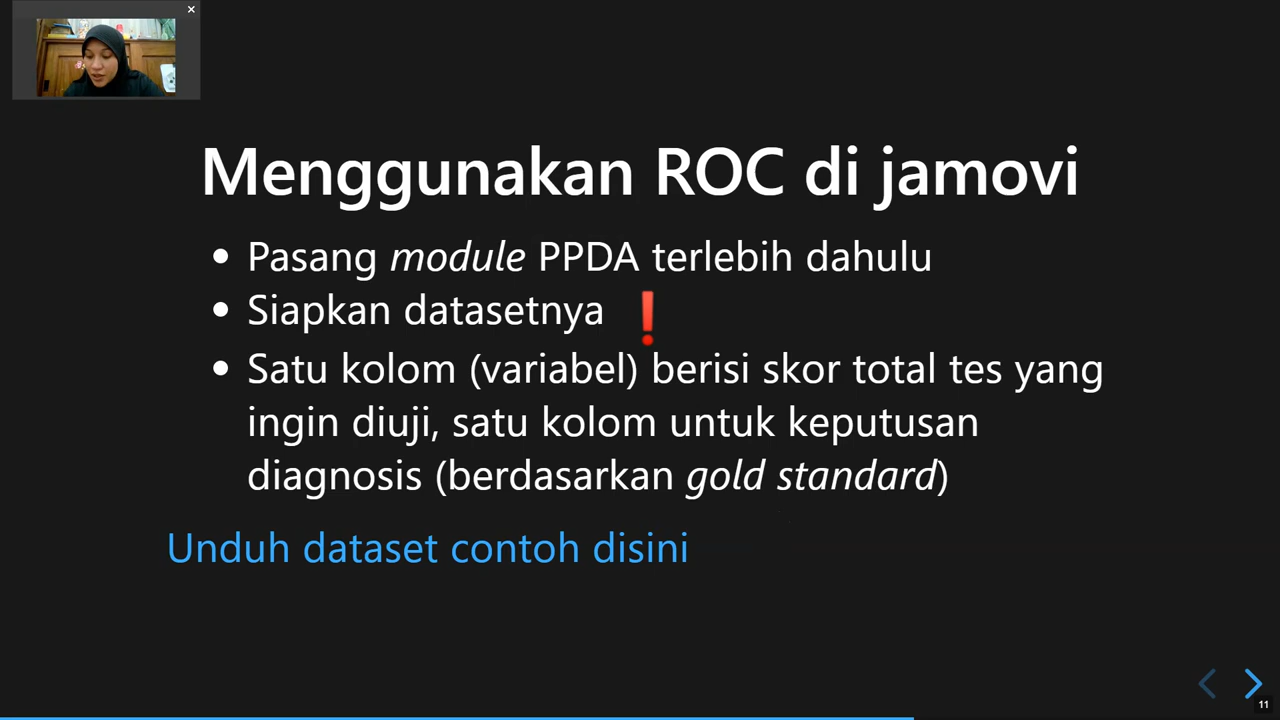 ×
Menggunakan ROC di jamovi
• Pasang module PPDA terlebih dahulu
• Siapkan datasetnya ❗
• Satu kolom (variabel) berisi skor total tes yang
ingin diuji, satu kolom untuk keputusan
diagnosis (berdasarkan gold standard)
Unduh dataset contoh disini
11